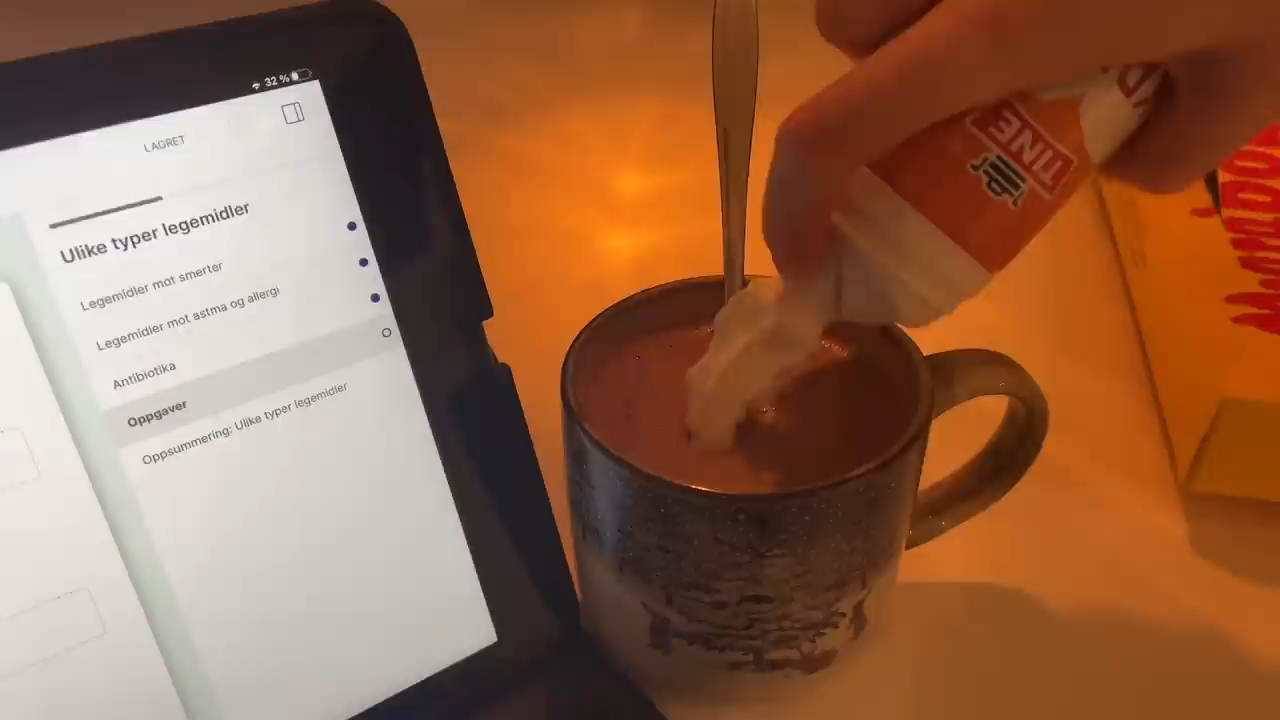 32 %
LAGRET
Ulike typer legemidler
Legemidler mot smerter
Legemidler mot astma og allergi
Antibiotika
Oppgaver
Oppsummering: Ulike typer legemidler
TINE